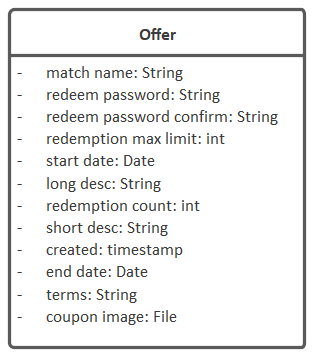 Offer
- match name: String
- redeem password: String
- redeem password confirm: String
- redemption max limit: int
- start date: Date
- long desc: String
- redemption count: int
- short desc: String
- created: timestamp
- end date: Date
- terms: String
- coupon image: File